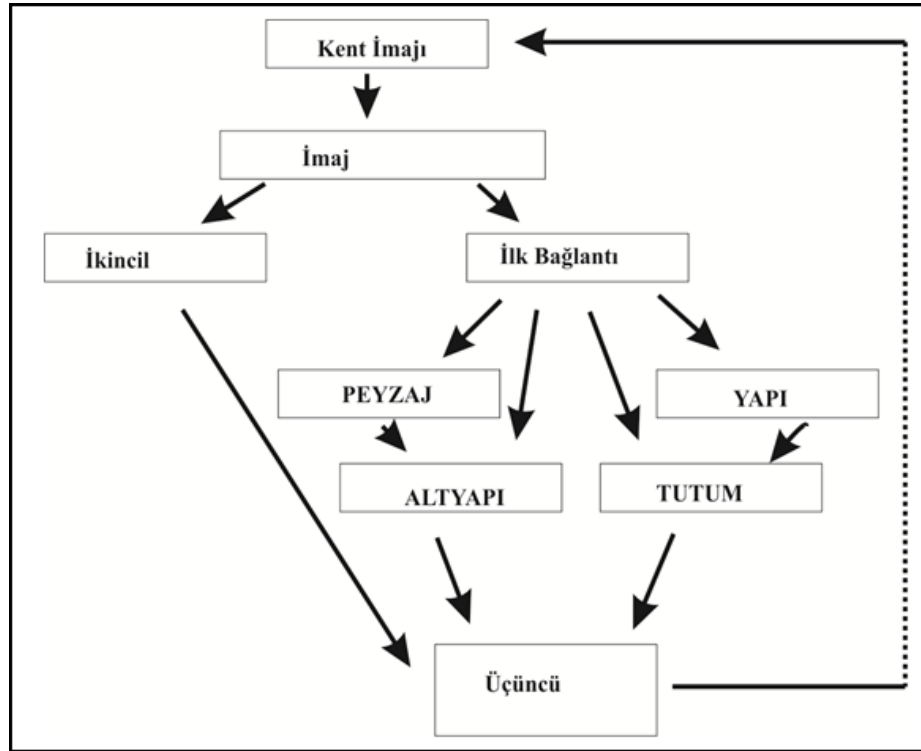 Kent İmajı
İmaj
İkincil
İlk Bağlantı
PEYZAJ
YAPI
ALTYAPI
TUTUM
Üçüncü